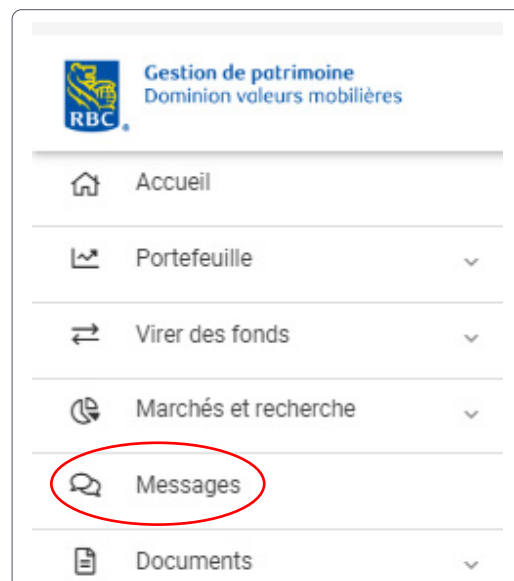 Gestion de patrimoine
Dominion valeurs mobilières
RBC
Accueil
Portefeuille
Virer des fonds
Marchés et recherche
Messages
Documents